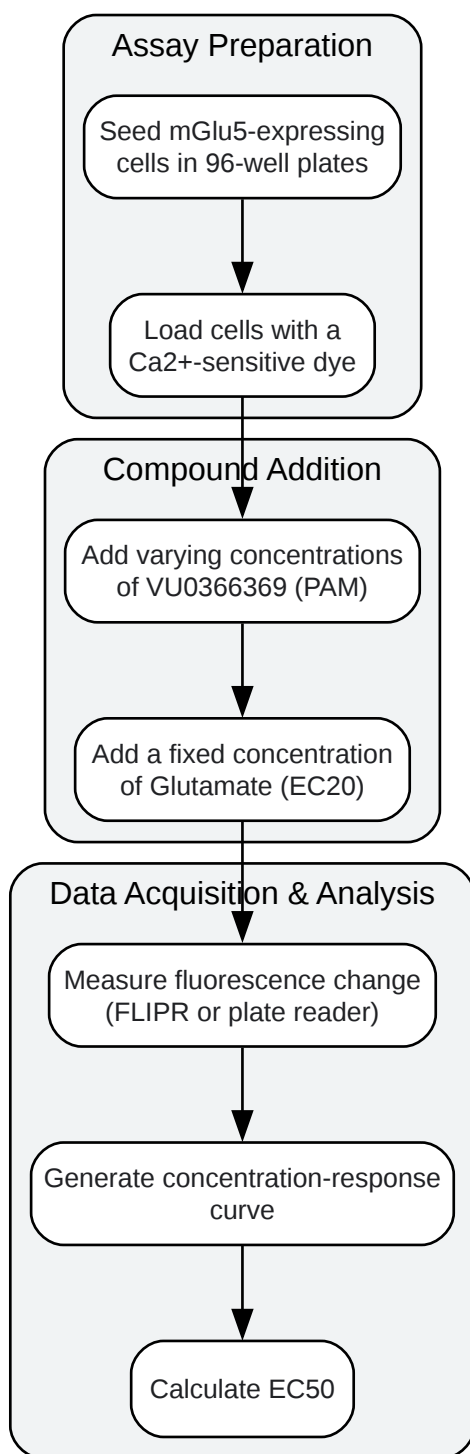 Assay Preparation
Seed mGlu5-expressing
cells in 96-well plates
Load cells with a
Ca2+-sensitive dye
Compound Addition
Add varying concentrations
of VU0366369 (PAM)
Add a fixed concentration
of Glutamate (EC20)
Data Acquisition & Analysis
Measure fluorescence change
(FLIPR or plate reader)
Generate concentration-response
curve
Calculate EC50